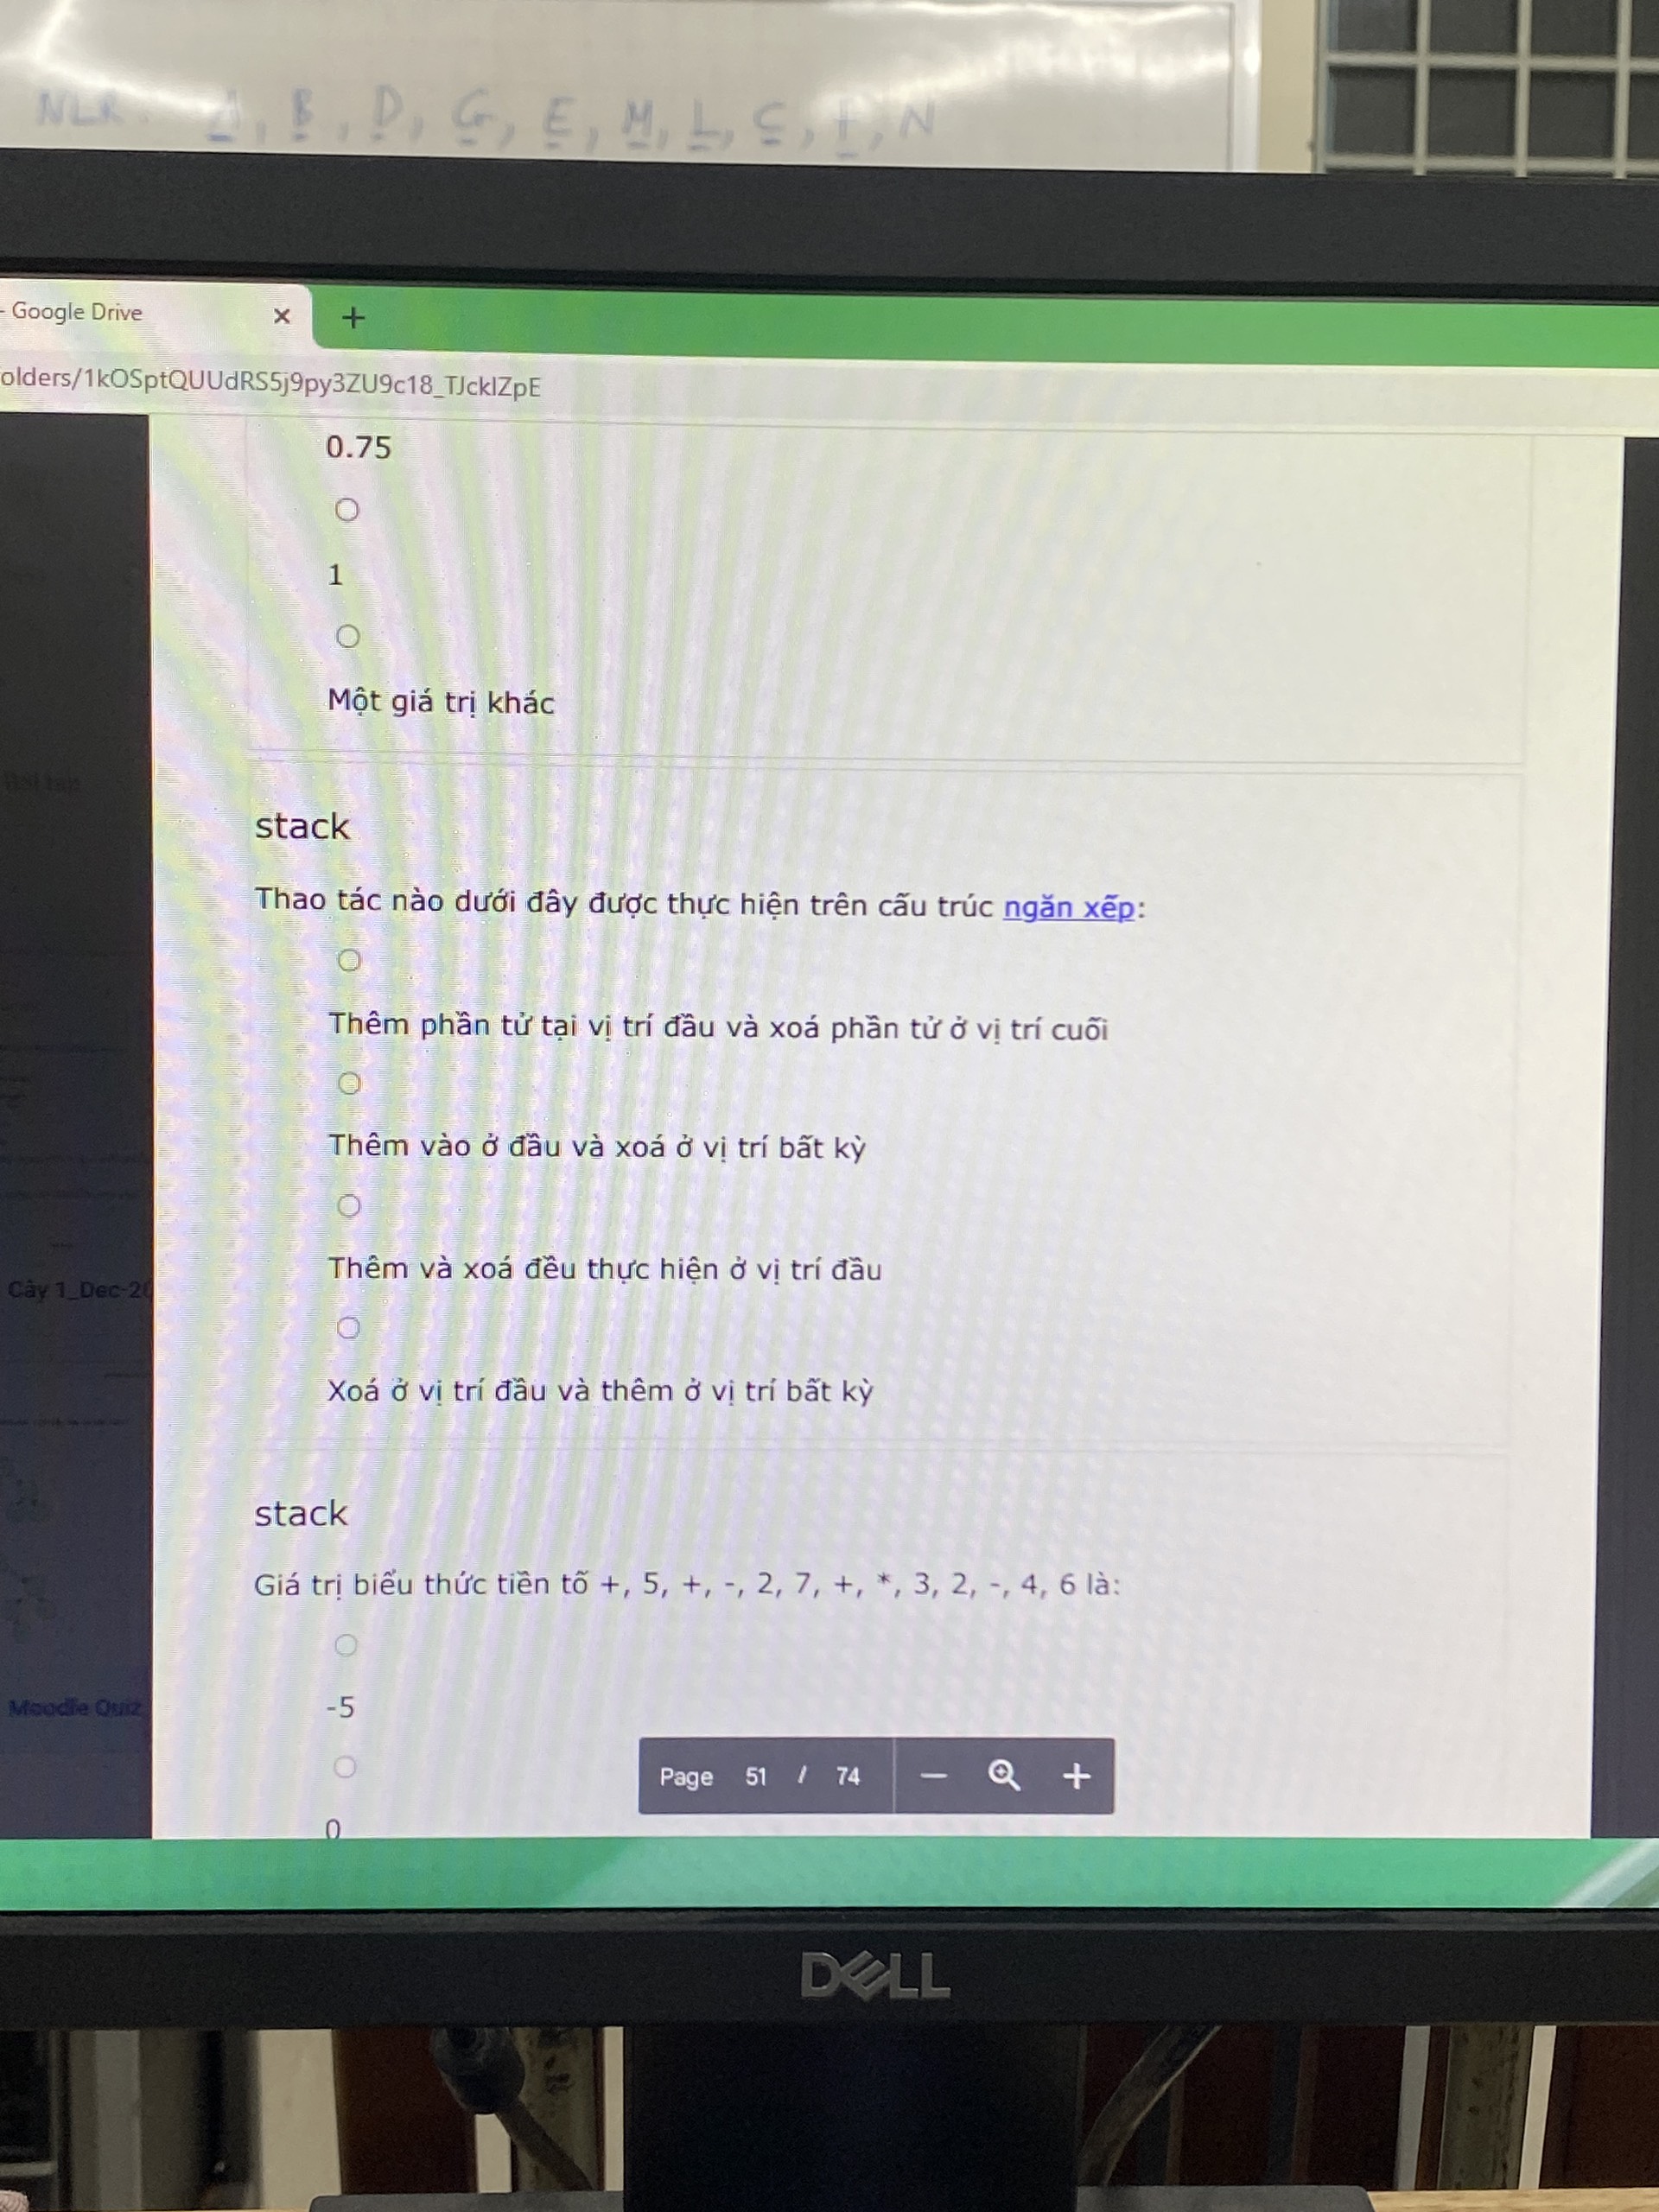 NLR: A, B, D, G, E, M, L, C, I, N
- Google Drive × +
olders/1kOSptQUUdRS5j9py3ZU9c18_TJcklZpE
0.75
1
Một giá trị khác
stack
Thao tác nào dưới đây được thực hiện trên cấu trúc ngăn xếp:
Thêm phần tử tại vị trí đầu và xoá phần tử ở vị trí cuối
Thêm vào ở đầu và xoá ở vị trí bất kỳ
Thêm và xoá đều thực hiện ở vị trí đầu
Cây 1_Dec-20
Xoá ở vị trí đầu và thêm ở vị trí bất kỳ
stack
Giá trị biểu thức tiền tố +, 5, +, -, 2, 7, +, *, 3, 2, -, 4, 6 là:
-5
Moodle Quiz
Page 51 / 74
0
DELL